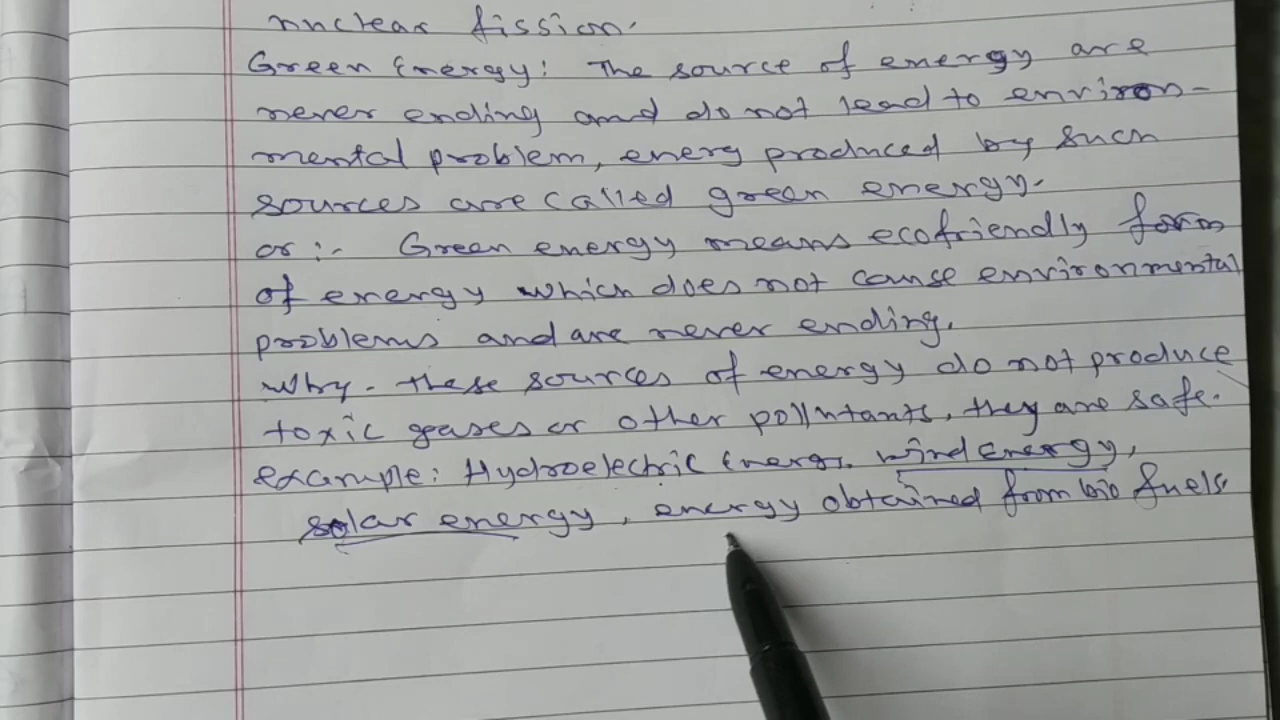 nuclear fission.
Green Energy: The source of energy are
never ending and do not lead to environ-
mental problem, energ produced by such
sources are called green energy.
or :- Green energy means ecofriendly form
of energy which does not cause environmental
problems and are never ending.
Why- these sources of energy do not produce
toxic gases or other pollutants, they are safe.
example: Hydroelectric Energy, wind Energy,
solar energy, energy obtained from bio fuels.